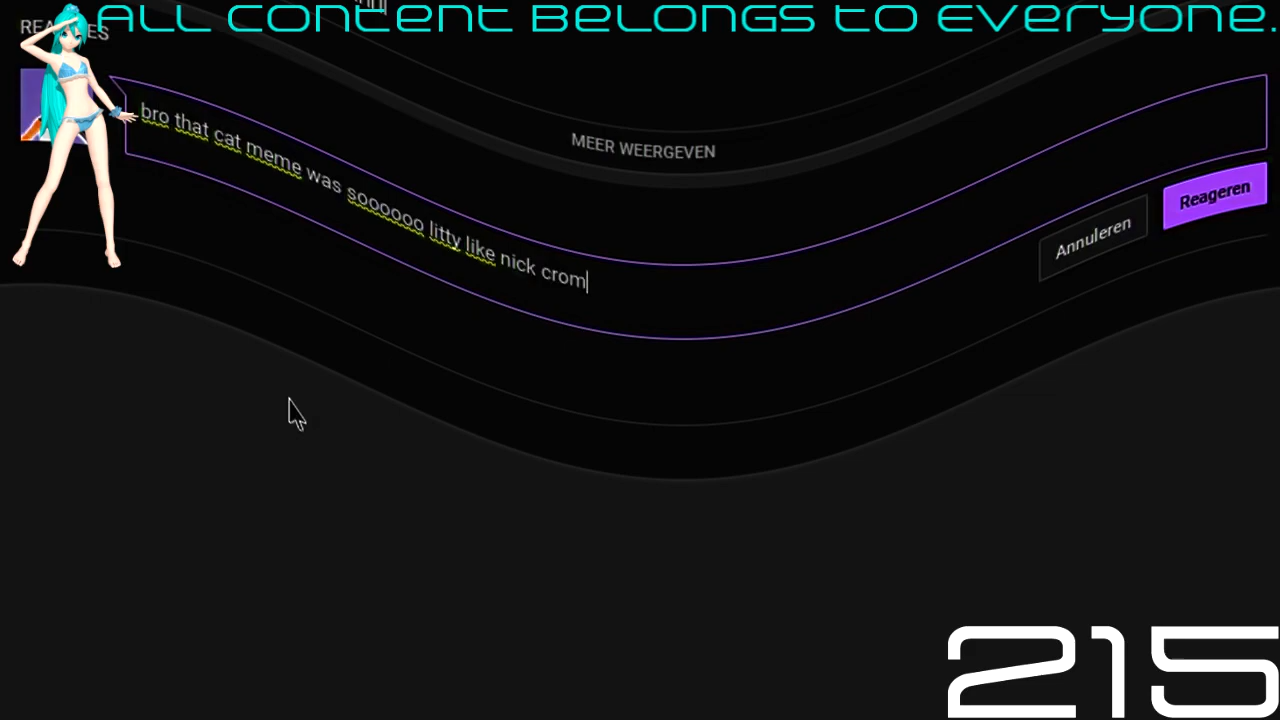 ALL CONTENT BELONGS TO EVERYONE.
MEER WEERGEVEN
bro that cat meme was soooooo litty like nick crom
Reageren
Annuleren
215